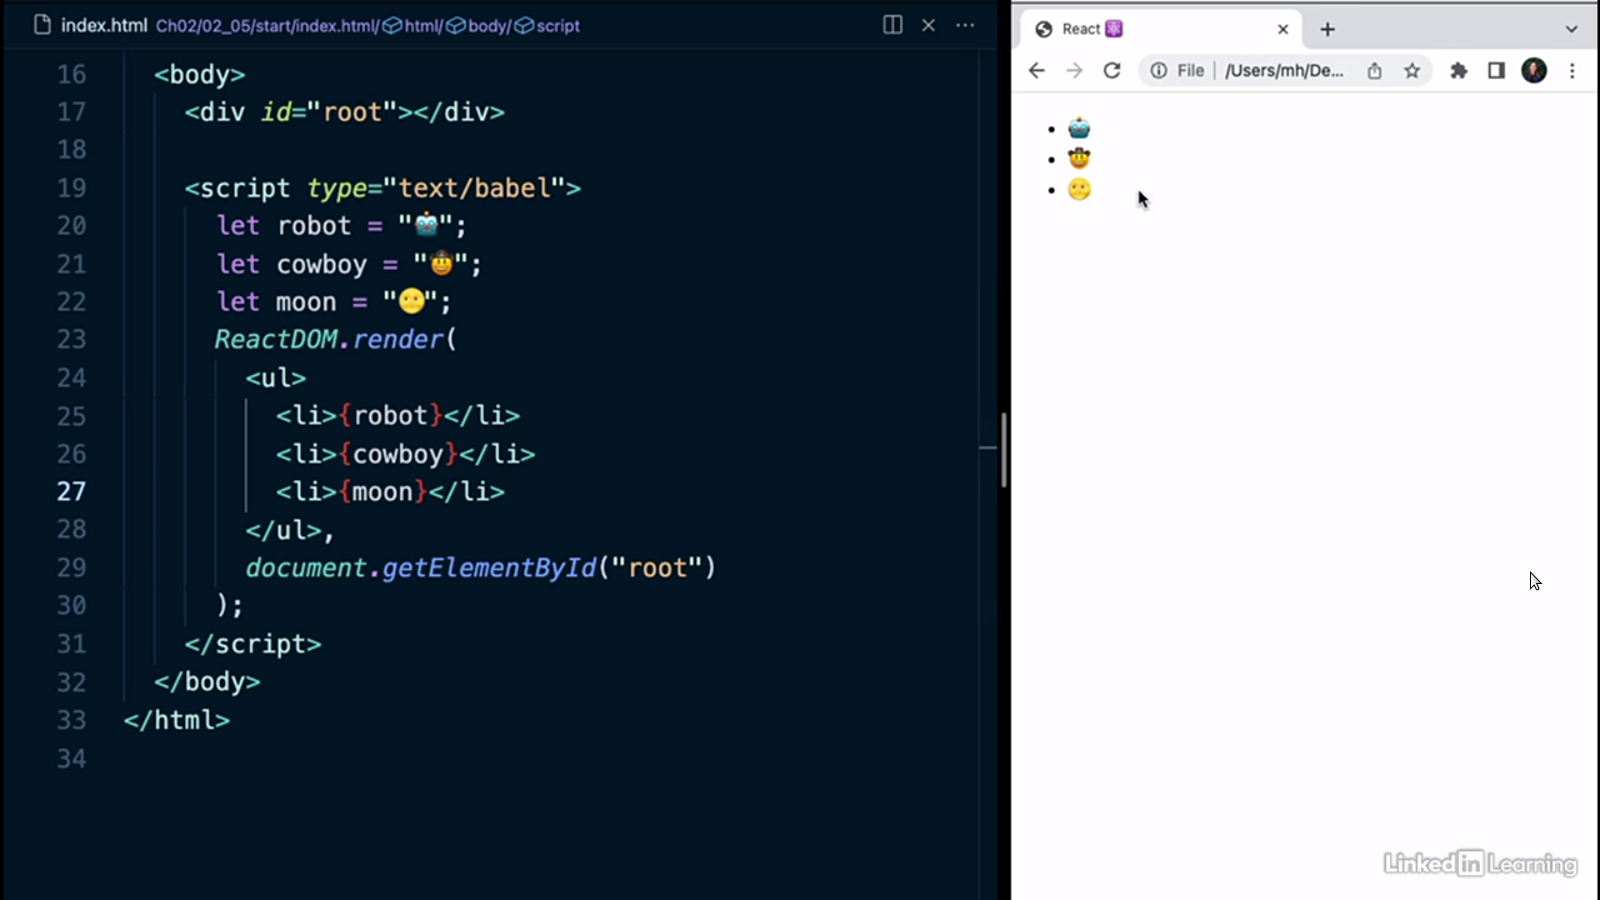 index.html Ch02/02_05/start/index.html/html/body/script
16 <body>
17 <div id="root"></div>
18
19 <script type="text/babel">
20 let robot = "🤖";
21 let cowboy = "🤠";
22 let moon = "🌝";
23 ReactDOM.render(
24 <ul>
25 <li>{robot}</li>
26 <li>{cowboy}</li>
27 <li>{moon}</li>
28 </ul>,
29 document.getElementById("root")
30 );
31 </script>
32 </body>
33 </html>
34
React ⚛️
File /Users/mh/De...
• 🤖
• 🤠
• 🌝
Linked in Learning